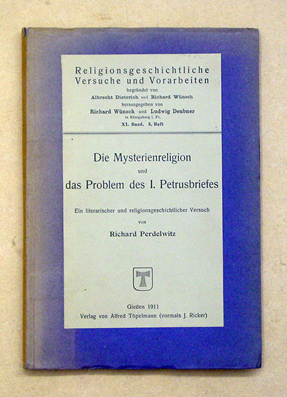 Religionsgeschichtliche
Versuche und Vorarbeiten
begründet von
Albrecht Dieterich und Richard Wünsch
herausgegeben von
Richard Wünsch und Ludwig Deubner
in Königsberg i. Pr.
XI. Band. 3. Heft
Die Mysterienreligion
und
das Problem des I. Petrusbriefes
Ein literarischer und religionsgeschichtlicher Versuch
von
Richard Perdelwitz
Gießen 1911
Verlag von Alfred Töpelmann (vormals J. Ricker)